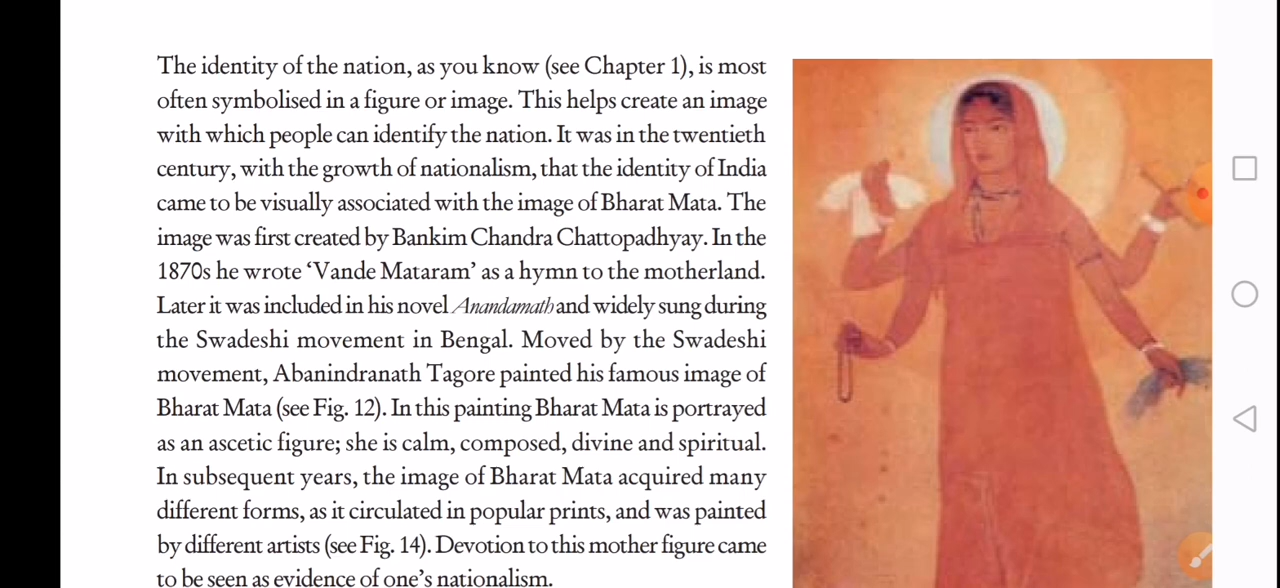 The identity of the nation, as you know (see Chapter 1), is most
often symbolised in a figure or image. This helps create an image
with which people can identify the nation. It was in the twentieth
century, with the growth of nationalism, that the identity of India
came to be visually associated with the image of Bharat Mata. The
image was first created by Bankim Chandra Chattopadhyay. In the
1870s he wrote ‘Vande Mataram’ as a hymn to the motherland.
Later it was included in his novel Anandamath and widely sung during
the Swadeshi movement in Bengal. Moved by the Swadeshi
movement, Abanindranath Tagore painted his famous image of
Bharat Mata (see Fig. 12). In this painting Bharat Mata is portrayed
as an ascetic figure; she is calm, composed, divine and spiritual.
In subsequent years, the image of Bharat Mata acquired many
different forms, as it circulated in popular prints, and was painted
by different artists (see Fig. 14). Devotion to this mother figure came
to be seen as evidence of one’s nationalism.